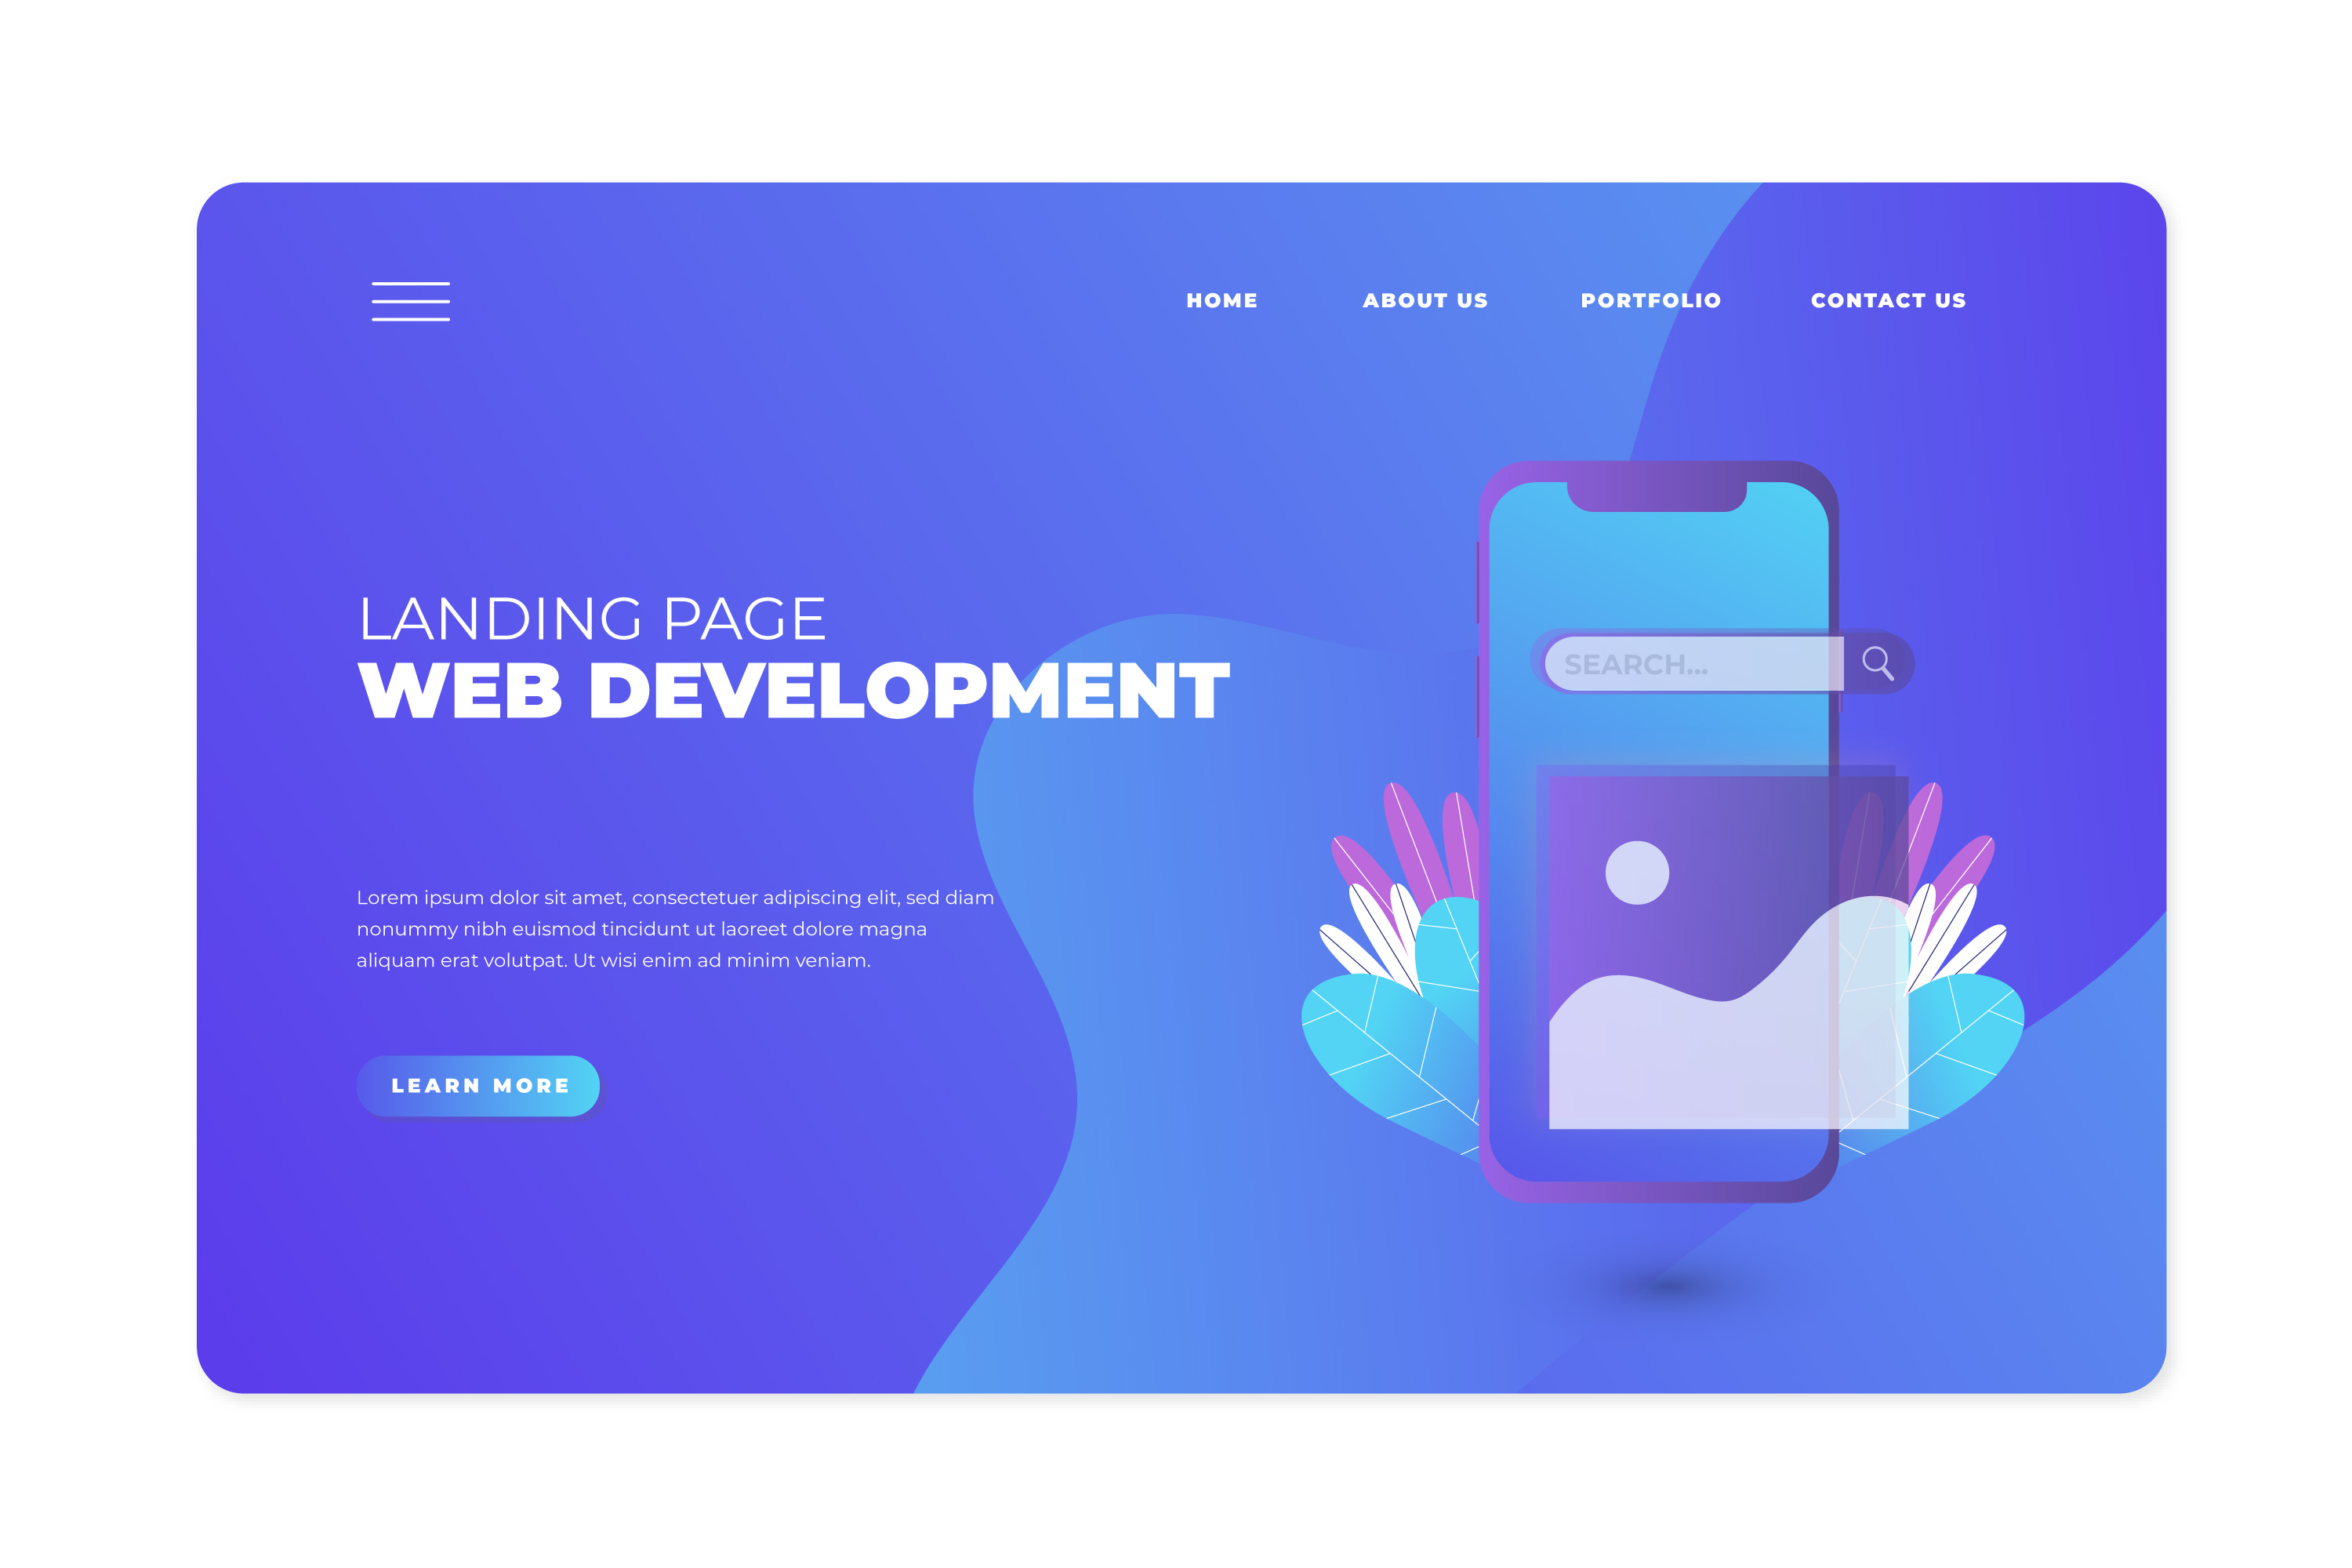 HOME ABOUT US PORTFOLIO CONTACT US
LANDING PAGE
WEB DEVELOPMENT
SEARCH...
Lorem ipsum dolor sit amet, consectetuer adipiscing elit, sed diam
nonummy nibh euismod tincidunt ut laoreet dolore magna
aliquam erat volutpat. Ut wisi enim ad minim veniam.
LEARN MORE